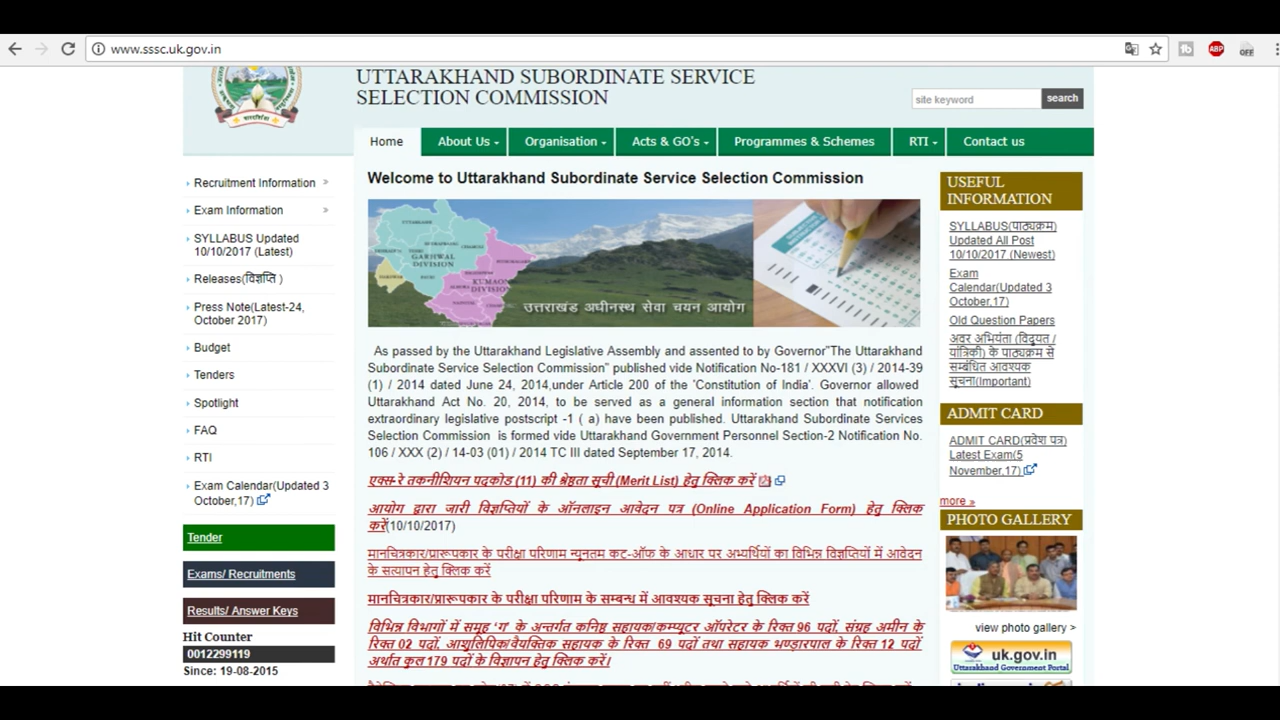 www.sssc.uk.gov.in
ABP
OFF
UTTARAKHAND SUBORDINATE SERVICE
SELECTION COMMISSION
site keyword
search
Home
About Us
Organisation
Acts & GO's
Programmes & Schemes
RTI
Contact us
Recruitment Information
Exam Information
SYLLABUS Updated
10/10/2017 (Latest)
Releases(विज्ञप्ति )
Press Note(Latest-24,
October 2017)
Budget
Tenders
Spotlight
FAQ
RTI
Exam Calendar(Updated 3
October,17)
Tender
Exams/ Recruitments
Results/ Answer Keys
Hit Counter
0012299119
Since: 19-08-2015
Welcome to Uttarakhand Subordinate Service Selection Commission
GARHWAL
DIVISION
KUMAON
DIVISION
उत्तराखंड अधीनस्थ सेवा चयन आयोग
As passed by the Uttarakhand Legislative Assembly and assented to by Governor"The Uttarakhand
Subordinate Service Selection Commission" published vide Notification No-181 / XXXVI (3) / 2014-39
(1) / 2014 dated June 24, 2014,under Article 200 of the 'Constitution of India'. Governor allowed
Uttarakhand Act No. 20, 2014, to be served as a general information section that notification
extraordinary legislative postscript -1 ( a) have been published. Uttarakhand Subordinate Services
Selection Commission is formed vide Uttarakhand Government Personnel Section-2 Notification No.
106 / XXX (2) / 14-03 (01) / 2014 TC III dated September 17, 2014.
एक्स-रे तकनीशियन पदकोड (11) की श्रेष्ठता सूची (Merit List) हेतु क्लिक करें
आयोग द्वारा जारी विज्ञप्तियों के ऑनलाइन आवेदन पत्र (Online Application Form) हेतु क्लिक
करें(10/10/2017)
मानचित्रकार/प्रारूपकार के परीक्षा परिणाम न्यूनतम कट-ऑफ के आधार पर अभ्यर्थियों का विभिन्न विज्ञप्तियों में आवेदन
के सत्यापन हेतु क्लिक करें
मानचित्रकार/प्रारूपकार के परीक्षा परिणाम के सम्बन्ध में आवश्यक सूचना हेतु क्लिक करें
विभिन्न विभागों में समूह 'ग' के अन्तर्गत कनिष्ठ सहायक/कम्प्यूटर ऑपरेटर के रिक्त 96 पदों, संग्रह अमीन के
रिक्त 02 पदों, आशुलिपिक/वैयक्तिक सहायक के रिक्त 69 पदों तथा सहायक भण्डारपाल के रिक्त 12 पदों
अर्थात कुल 179 पदों के विज्ञापन हेतु क्लिक करें।
USEFUL
INFORMATION
SYLLABUS(पाठ्यक्रम)
Updated All Post
10/10/2017 (Newest)
Exam
Calendar(Updated 3
October,17)
Old Question Papers
अवर अभियंता (विद्युत /
यांत्रिकी) के पाठ्यक्रम से
सम्बंधित आवश्यक
सूचना(Important)
ADMIT CARD
ADMIT CARD(प्रवेश पत्र)
Latest Exam(5
November,17)
more »
PHOTO GALLERY
view photo gallery >
uk.gov.in
Uttarakhand Government Portal